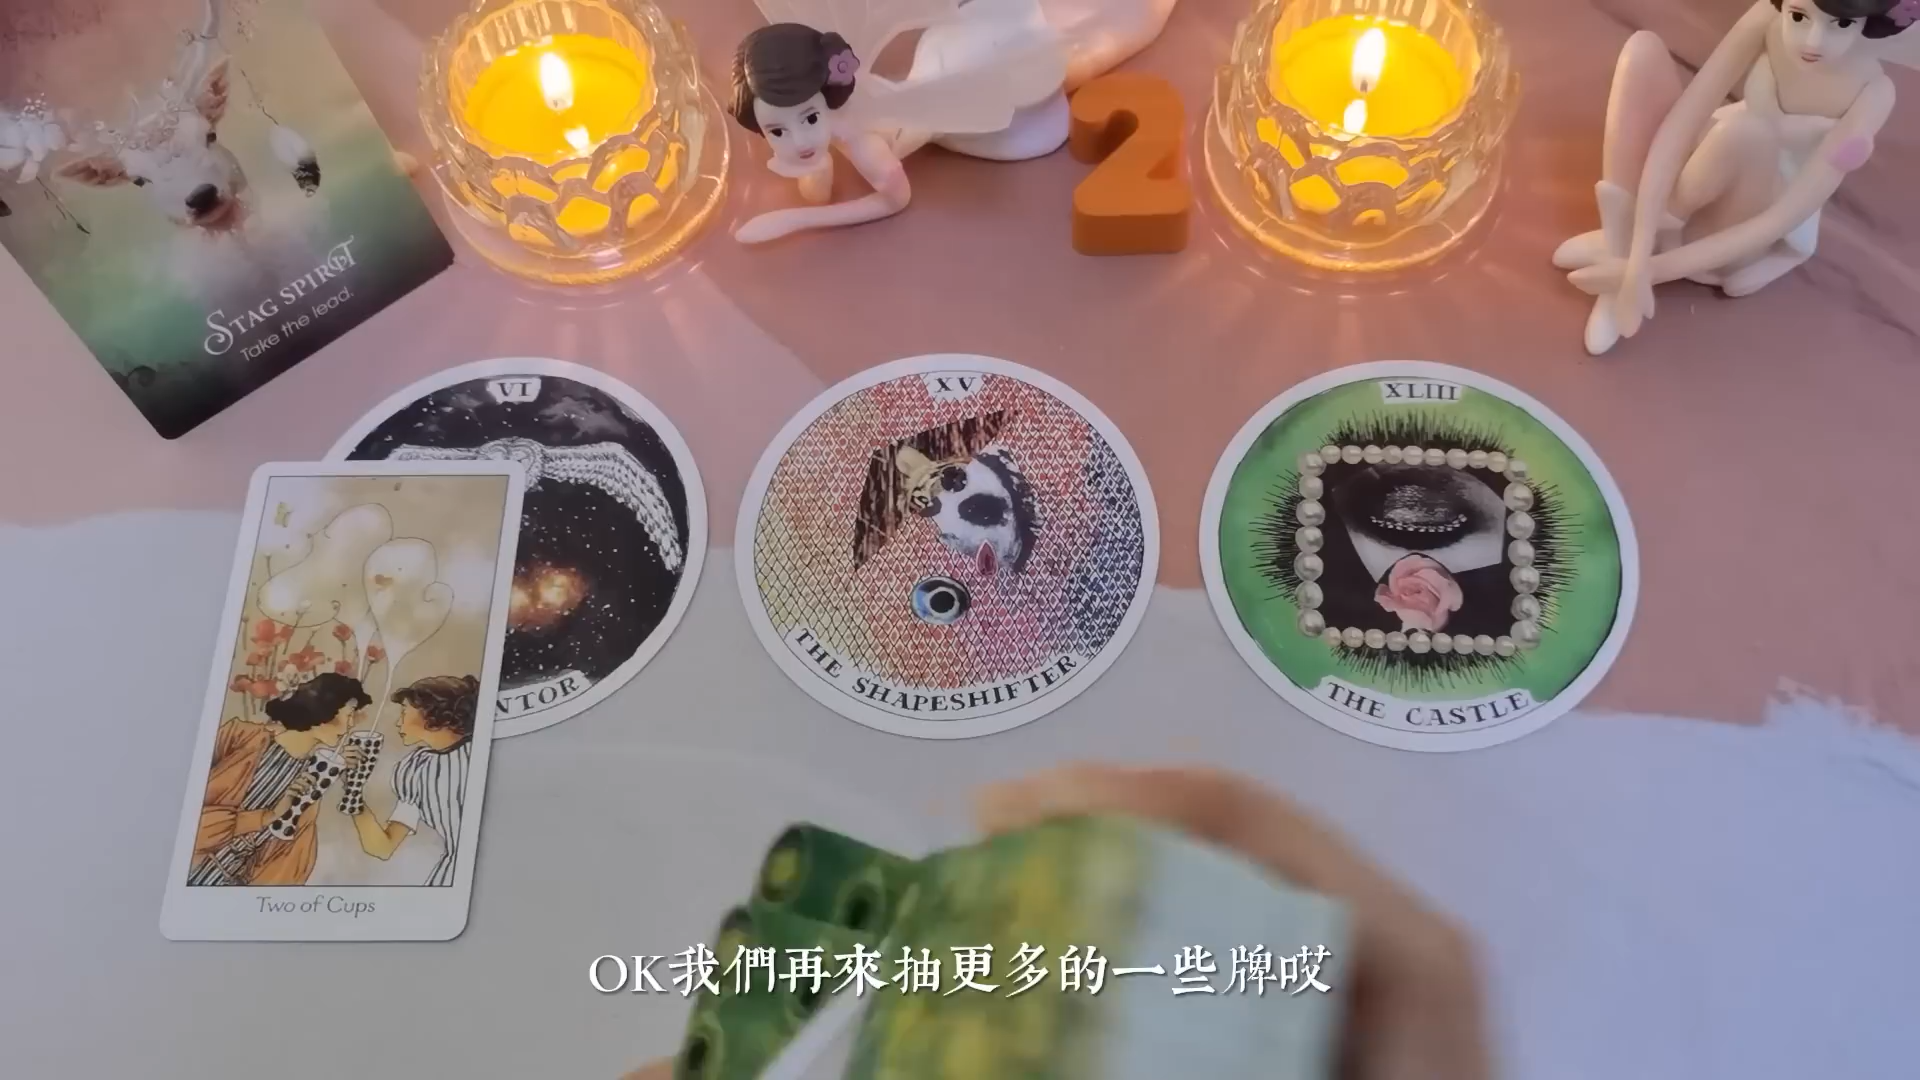 STAG SPIRIT
Take the lead.
2
VI
XV
XLIII
NTOR
THE SHAPESHIFTER
THE CASTLE
Two of Cups
OK我們再來抽更多的一些牌哎